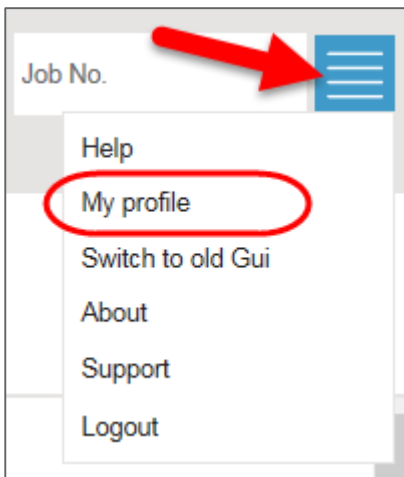 Job No.
Help
My profile
Switch to old Gui
About
Support
Logout